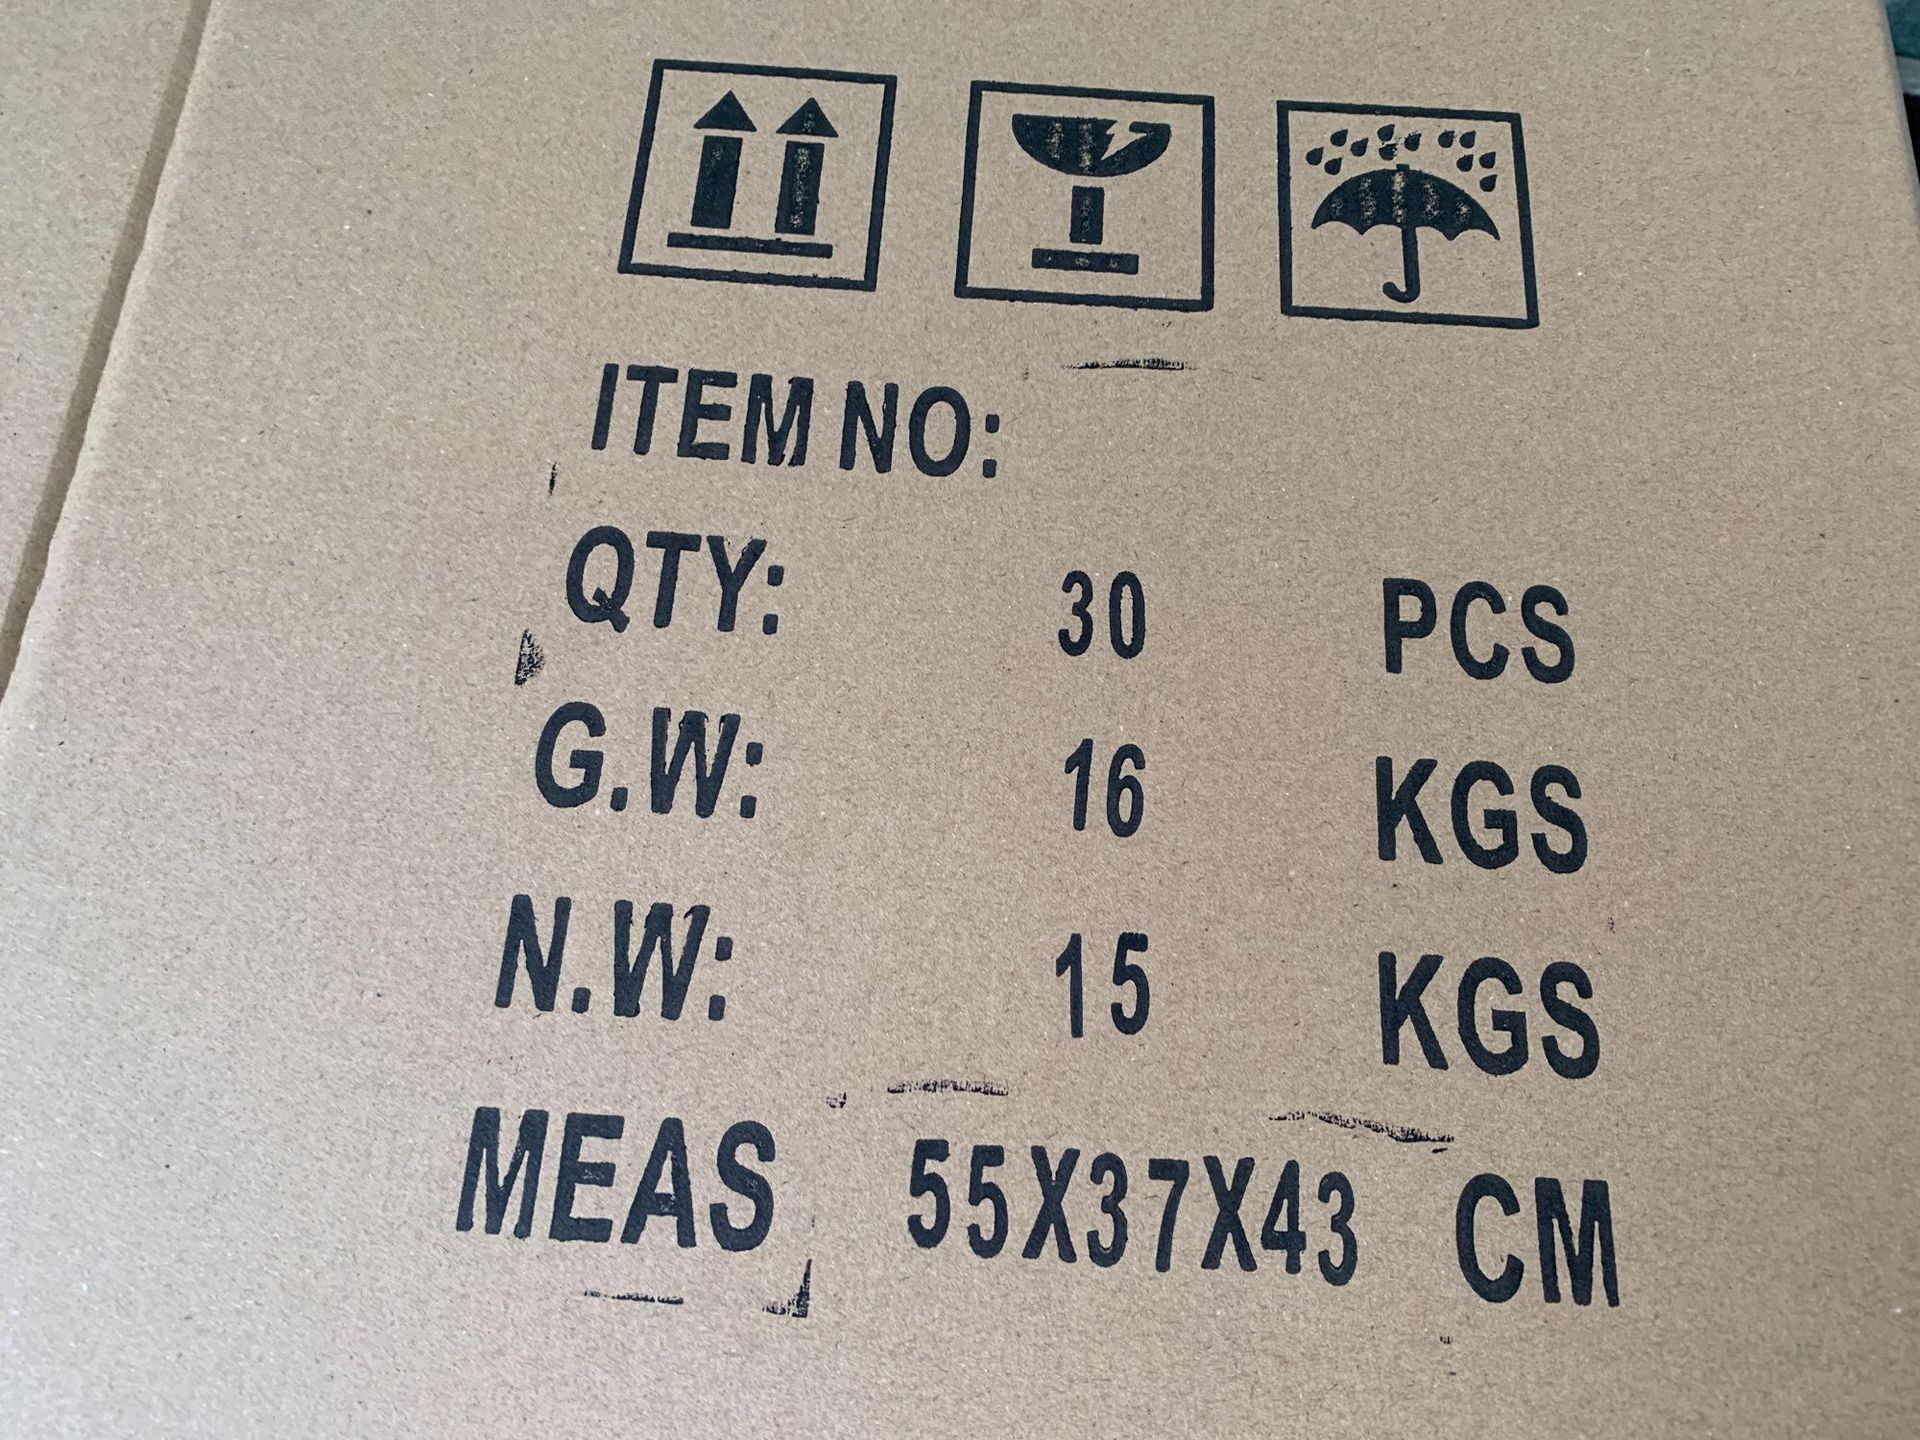 ITEM NO:
QTY: 30 PCS
G.W: 16 KGS
N.W: 15 KGS
MEAS 55X37X43 CM